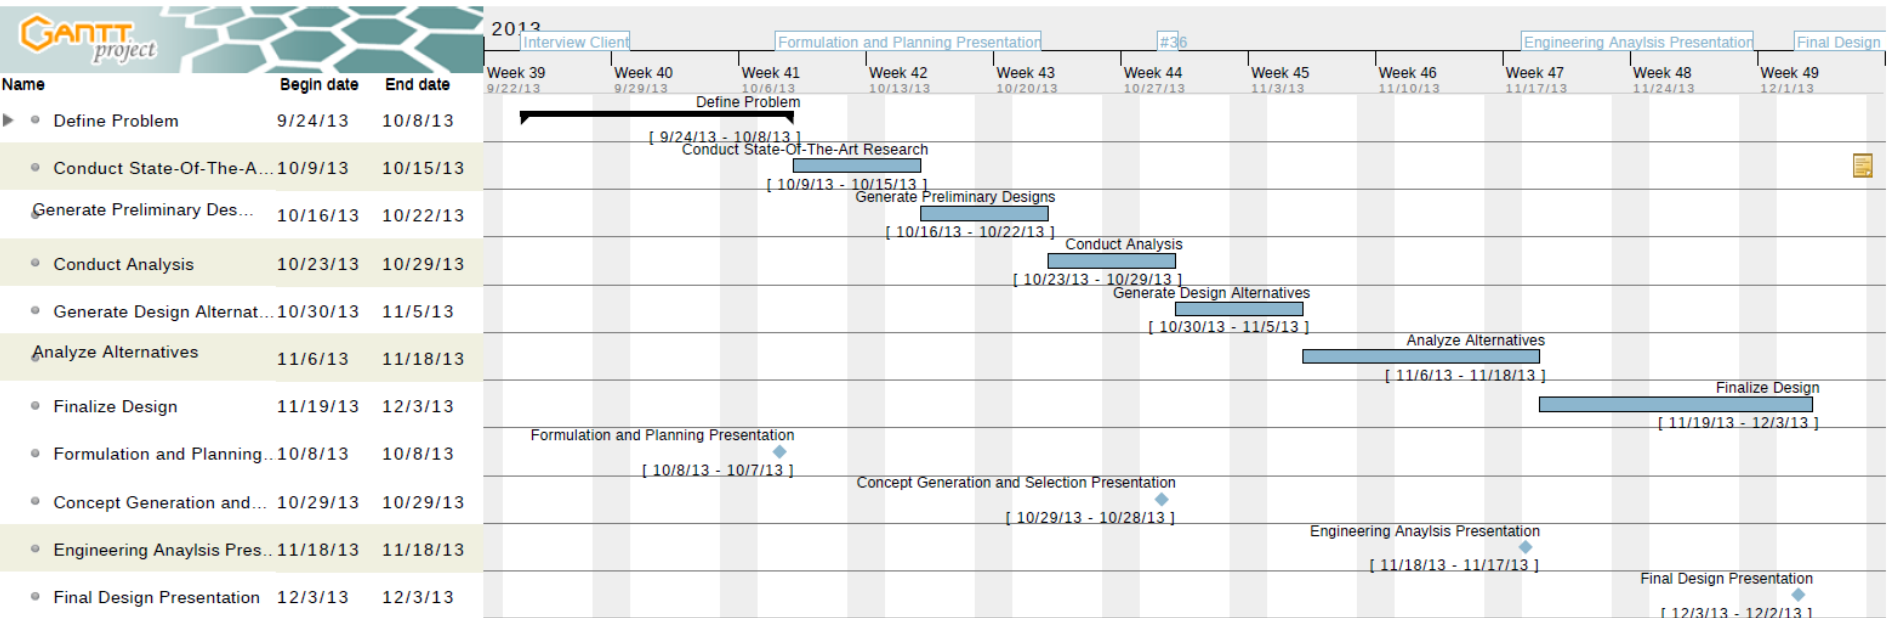 GANTT
project
2013
Interview Client
Formulation and Planning Presentation
#36
Engineering Anaylsis Presentation
Final Design
Week 39
Week 40
Week 41
Week 42
Week 43
Week 44
Week 45
Week 46
Week 47
Week 48
Week 49
9/22/13
9/29/13
10/6/13
10/13/13
10/20/13
10/27/13
11/3/13
11/10/13
11/17/13
11/24/13
12/1/13
Name Begin date End date
Define Problem 9/24/13 10/8/13
Define Problem
[ 9/24/13 - 10/8/13 ]
Conduct State-Of-The-A... 10/9/13 10/15/13
Conduct State-Of-The-Art Research
[ 10/9/13 - 10/15/13 ]
Generate Preliminary Des... 10/16/13 10/22/13
Generate Preliminary Designs
[ 10/16/13 - 10/22/13 ]
Conduct Analysis 10/23/13 10/29/13
Conduct Analysis
[ 10/23/13 - 10/29/13 ]
Generate Design Alternat... 10/30/13 11/5/13
Generate Design Alternatives
[ 10/30/13 - 11/5/13 ]
Analyze Alternatives 11/6/13 11/18/13
Analyze Alternatives
[ 11/6/13 - 11/18/13 ]
Finalize Design 11/19/13 12/3/13
Finalize Design
[ 11/19/13 - 12/3/13 ]
Formulation and Planning.. 10/8/13 10/8/13
Formulation and Planning Presentation
[ 10/8/13 - 10/7/13 ]
Concept Generation and... 10/29/13 10/29/13
Concept Generation and Selection Presentation
[ 10/29/13 - 10/28/13 ]
Engineering Anaylsis Pres.. 11/18/13 11/18/13
Engineering Anaylsis Presentation
[ 11/18/13 - 11/17/13 ]
Final Design Presentation 12/3/13 12/3/13
Final Design Presentation
[ 12/3/13 - 12/2/13 ]